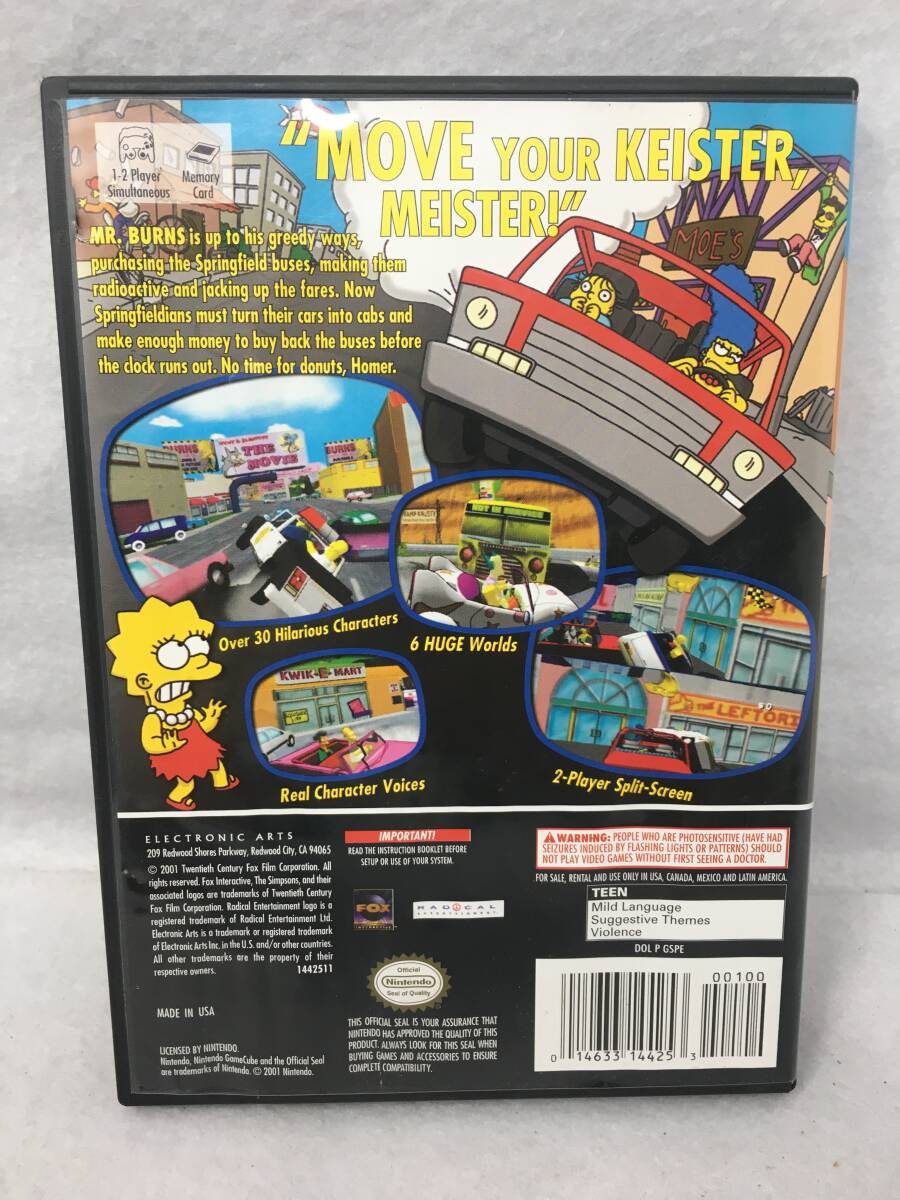 "MOVE YOUR KEISTER,
MEISTER!"
1-2 Player
Simultaneous
Memory
Card
MR. BURNS is up to his greedy ways,
purchasing the Springfield buses, making them
radioactive and jacking up the fares. Now
Springfieldians must turn their cars into cabs and
make enough money to buy back the buses before
the clock runs out. No time for donuts, Homer.
MOE'S
THE
MOVIE
BURNS
NOT IN SERVICE
Over 30 Hilarious Characters
6 HUGE Worlds
KWIK-E-MART
THE LEFTORI
Real Character Voices
2-Player Split-Screen
ELECTRONIC ARTS
209 Redwood Shores Parkway, Redwood City, CA 94065
© 2001 Twentieth Century Fox Film Corporation. All
rights reserved. Fox Interactive, The Simpsons, and their
associated logos are trademarks of Twentieth Century
Fox Film Corporation. Radical Entertainment logo is a
registered trademark of Radical Entertainment Ltd.
Electronic Arts is a trademark or registered trademark
of Electronic Arts Inc. in the U.S. and/or other countries.
All other trademarks are the property of their
respective owners. 1442511
MADE IN USA
LICENSED BY NINTENDO.
Nintendo, Nintendo GameCube and the Official Seal
are trademarks of Nintendo. © 2001 Nintendo.
IMPORTANT!
READ THE INSTRUCTION BOOKLET BEFORE
SETUP OR USE OF YOUR SYSTEM.
FOX
INTERACTIVE
RADICAL
ENTERTAINMENT
Official
Nintendo
Seal of Quality
THIS OFFICIAL SEAL IS YOUR ASSURANCE THAT
NINTENDO HAS APPROVED THE QUALITY OF THIS
PRODUCT. ALWAYS LOOK FOR THIS SEAL WHEN
BUYING GAMES AND ACCESSORIES TO ENSURE
COMPLETE COMPATIBILITY.
WARNING: PEOPLE WHO ARE PHOTOSENSITIVE (HAVE HAD
SEIZURES INDUCED BY FLASHING LIGHTS OR PATTERNS) SHOULD
NOT PLAY VIDEO GAMES WITHOUT FIRST SEEING A DOCTOR.
FOR SALE, RENTAL AND USE ONLY IN USA, CANADA, MEXICO AND LATIN AMERICA.
TEEN
Mild Language
Suggestive Themes
Violence
DOL P GSPE
00100
0 14633 14425 3